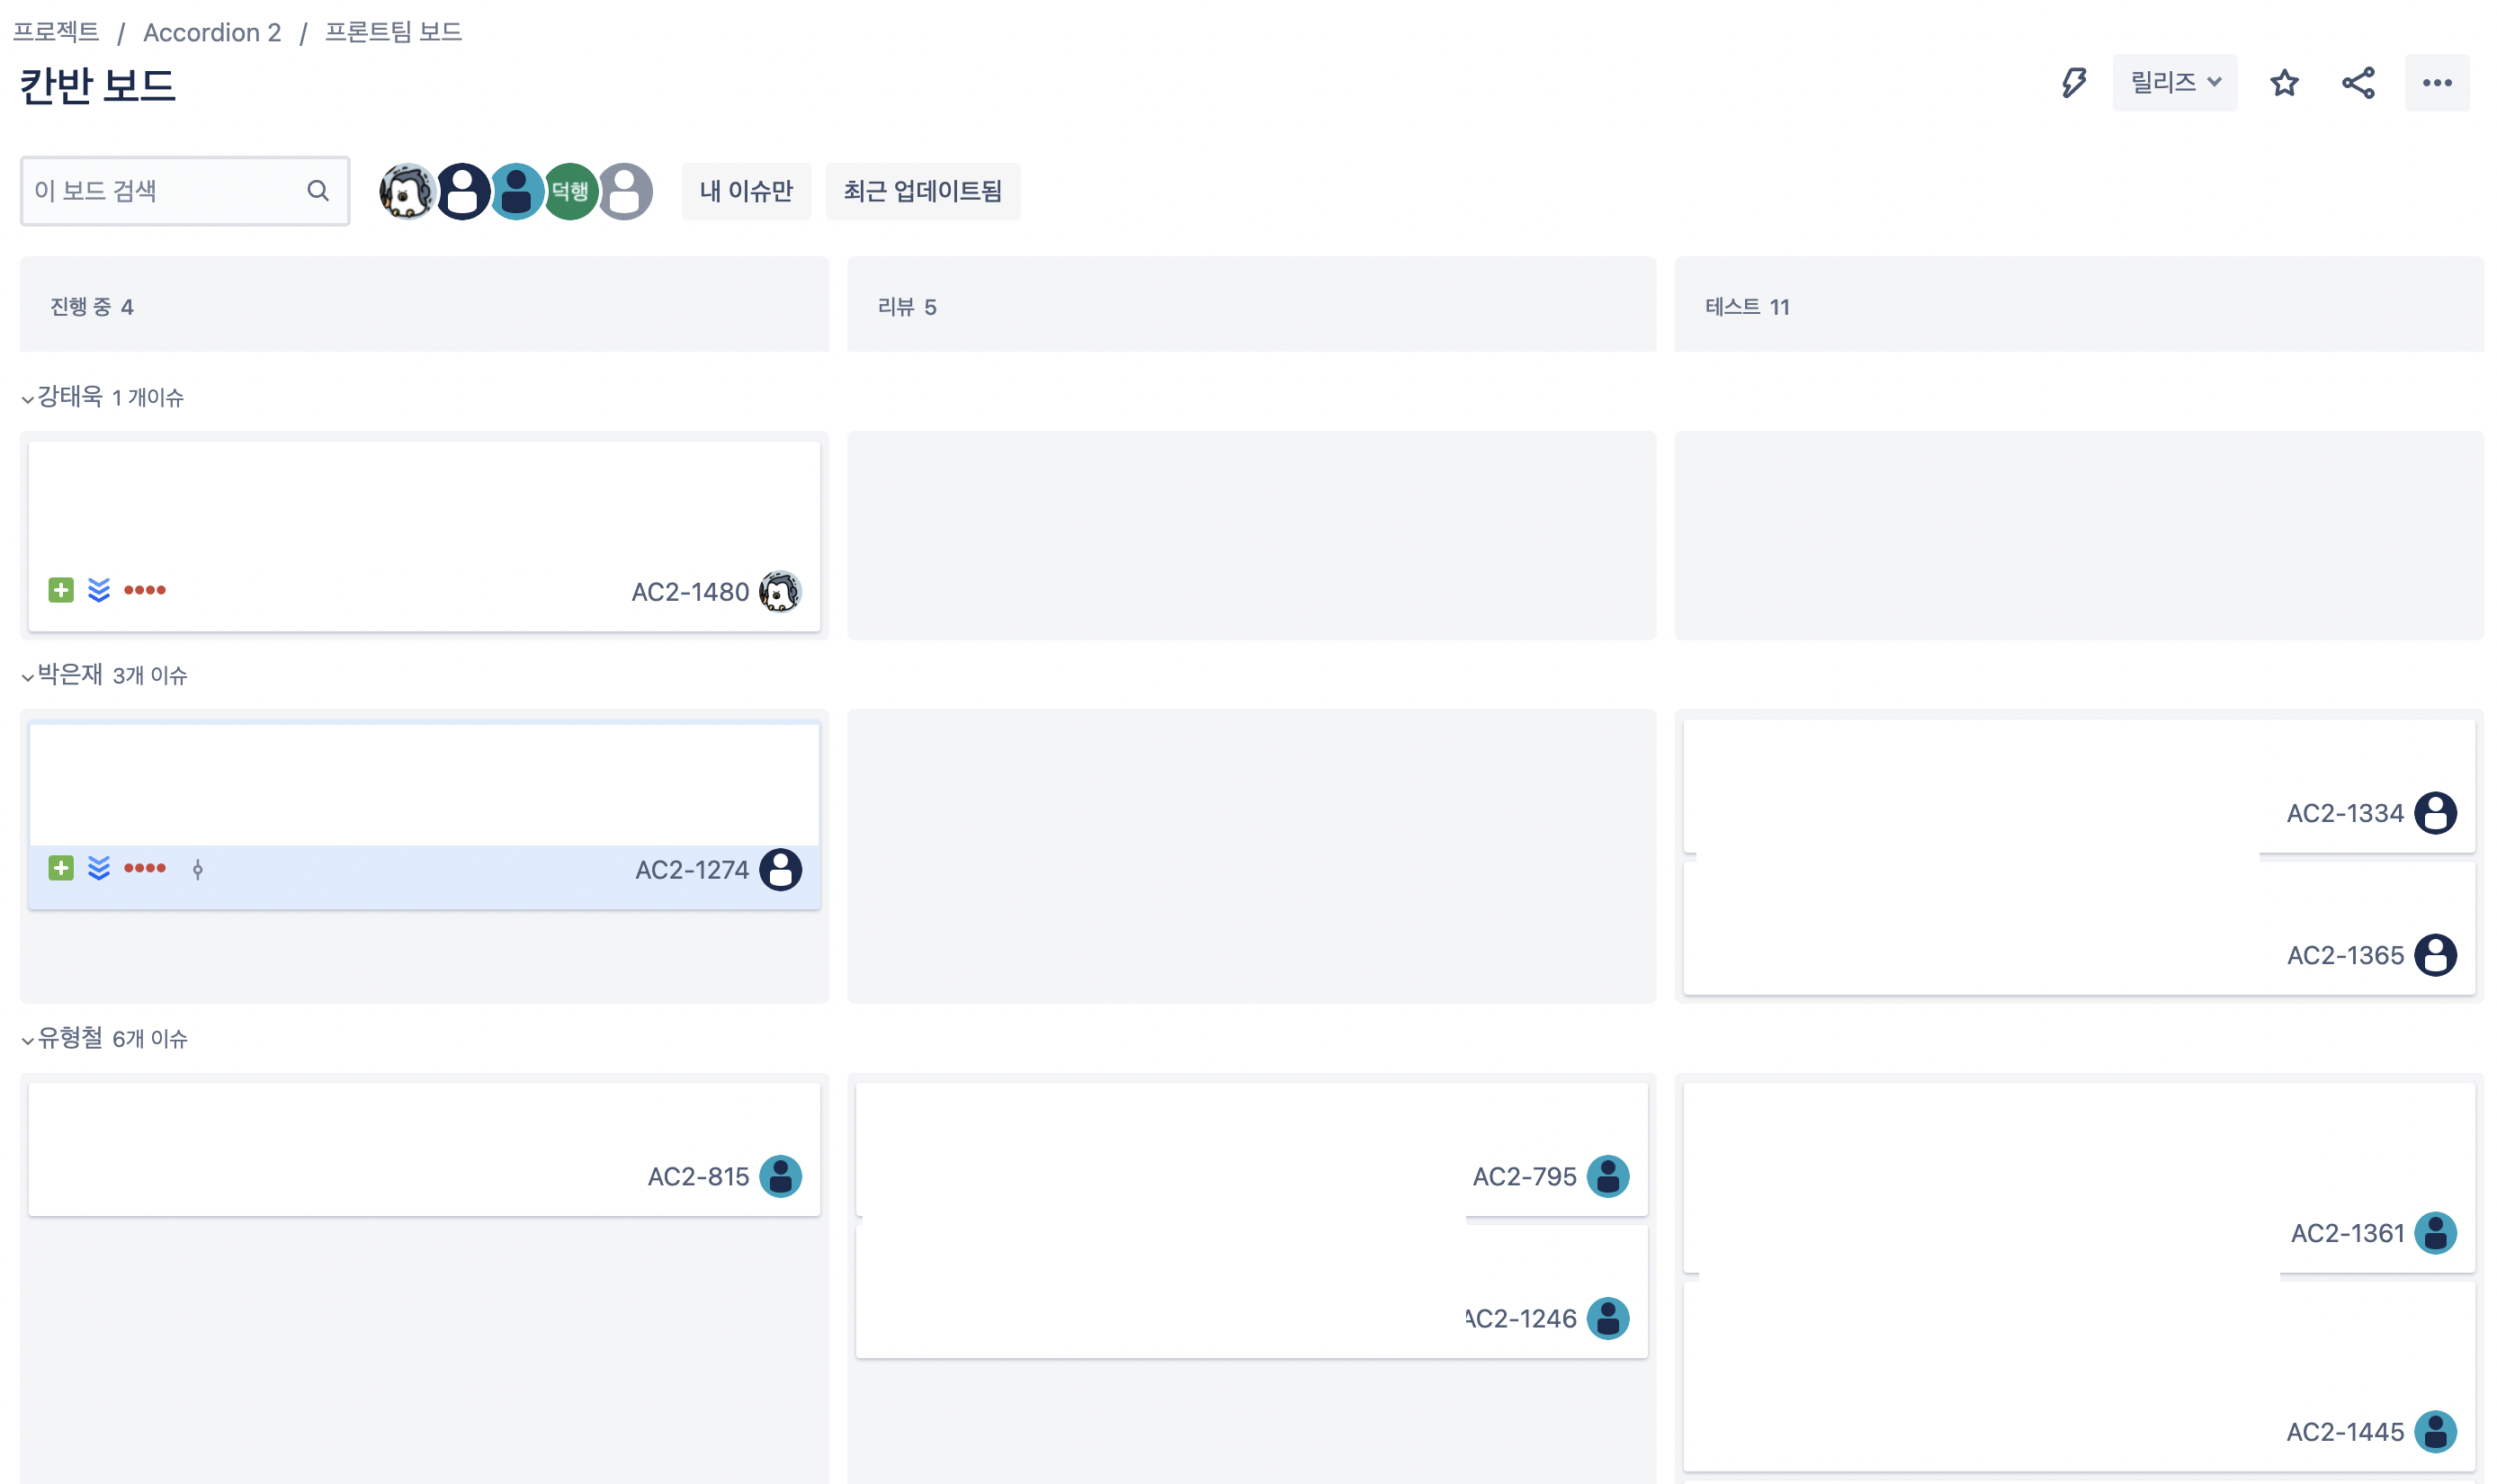 프로젝트 / Accordion 2 / 프론트팀 보드
칸반 보드
릴리즈
이 보드 검색
덕행
내 이슈만
최근 업데이트됨
진행 중 4
리뷰 5
테스트 11
강태욱 1 개이슈
AC2-1480
박은재 3개 이슈
AC2-1274
AC2-1334
AC2-1365
유형철 6개 이슈
AC2-815
AC2-795
AC2-1246
AC2-1361
AC2-1445